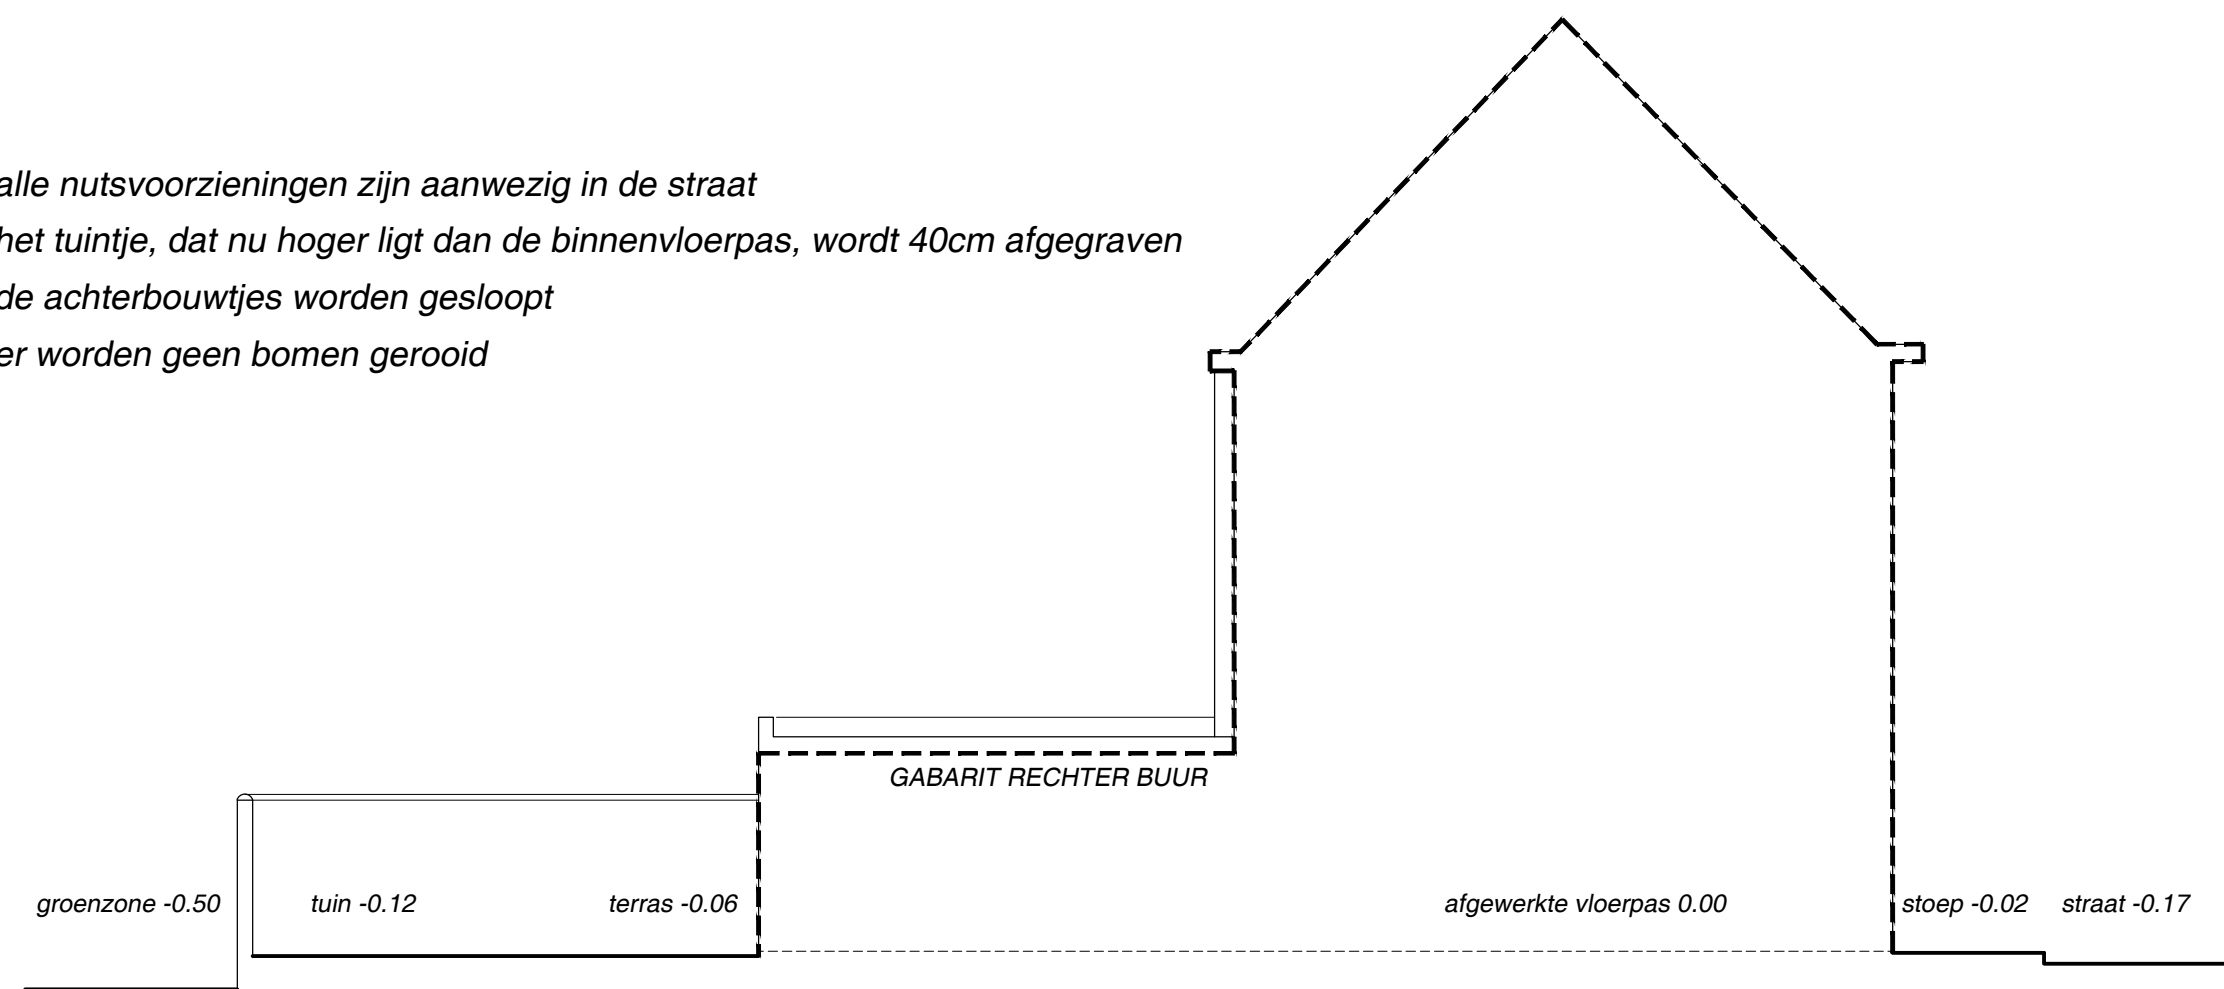 alle nutsvoorzieningen zijn aanwezig in de straat
het tuintje, dat nu hoger ligt dan de binnenvloerpas, wordt 40cm afgegraven
de achterbouwtjes worden gesloopt
er worden geen bomen gerooid
GABARIT RECHTER BUUR
groenzone -0.50 tuin -0.12 terras -0.06 afgewerkte vloerpas 0.00 stoep -0.02 straat -0.17